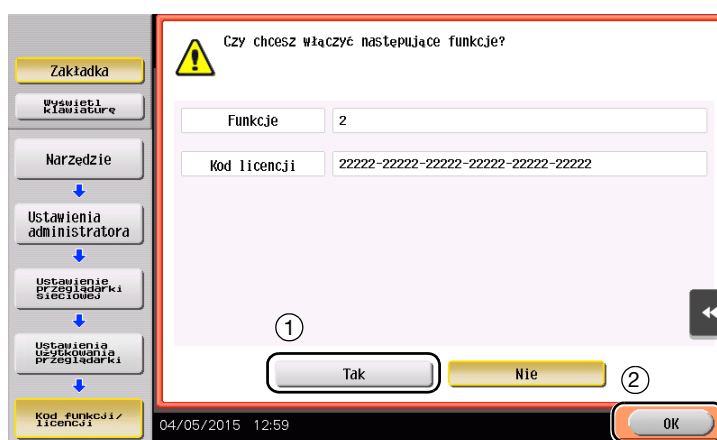 Czy chcesz włączyć następujące funkcje?
Zakładka
Wyświetl
klawiaturę
Funkcje
2
Narzędzie
Kod licencji
22222-22222-22222-22222-22222-22222
Ustawienia
administratora
Ustawienie
przeglądarki
sieciowej
1
Ustawienia
użytkowania
przeglądarki
Tak
Nie
2
Kod funkcji/
licencji
04/05/2015 12:59
OK